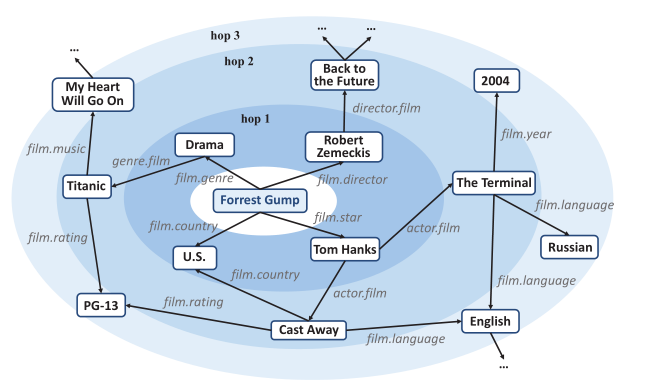 ...
...
...
hop 3
hop 2
Back to
the Future
2004
My Heart
Will Go On
director.film
hop 1
film.year
film.music
Drama
Robert
Zemeckis
genre.film
film.genre
film.director
Titanic
The Terminal
Forrest Gump
film.language
film.star
film.country
actor.film
film.rating
Tom Hanks
Russian
U.S.
film.country
film.language
actor.film
PG-13
film.rating
English
Cast Away
film.language
...